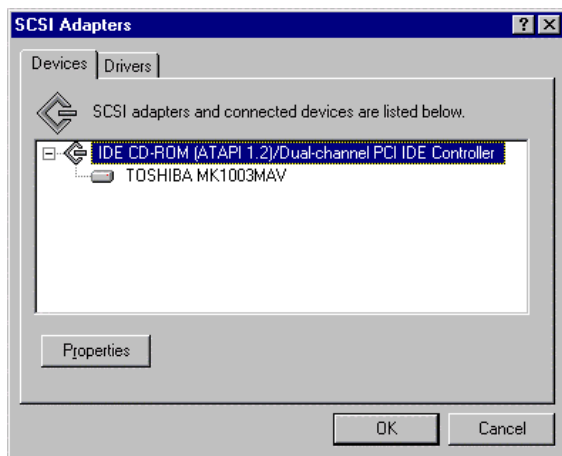 SCSI Adapters
Devices
Drivers
SCSI adapters and connected devices are listed below.
IDE CD-ROM (ATAPI 1.2)/Dual-channel PCI IDE Controller
TOSHIBA MK1003MAV
Properties
OK
Cancel